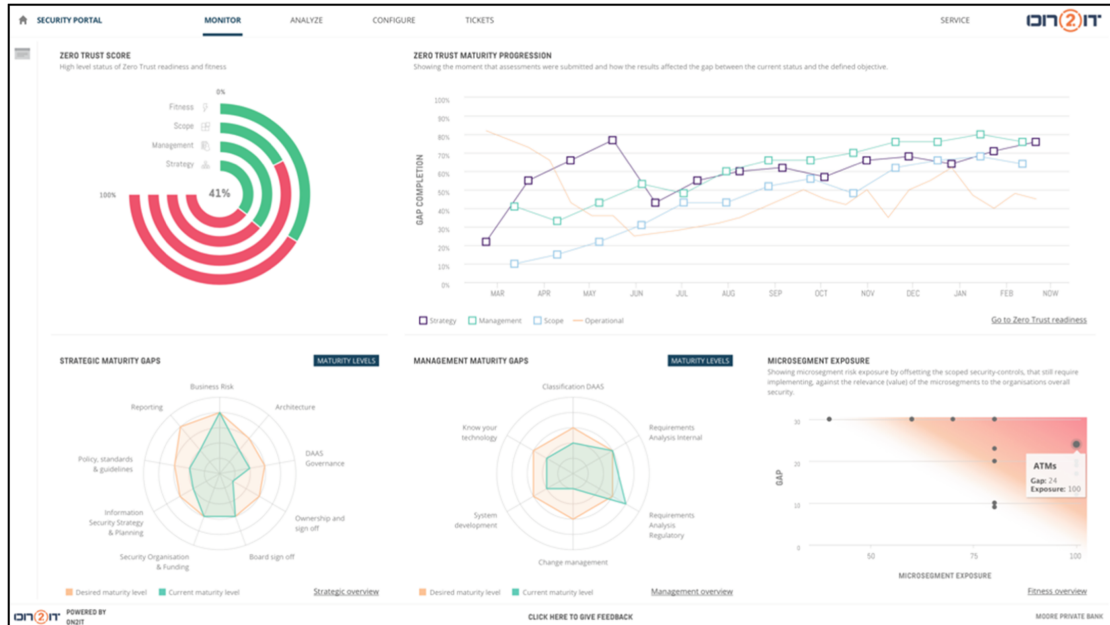 SECURITY PORTAL
MONITOR
ANALYZE
CONFIGURE
TICKETS
SERVICE
ON2IT
ZERO TRUST SCORE
High level status of Zero Trust readiness and fitness
0%
Fitness
Scope
Management
Strategy
100%
41%
ZERO TRUST MATURITY PROGRESSION
Showing the moment that assessments were submitted and how the results affected the gap between the current status and the defined objective.
GAP COMPLETION
100%
90%
80%
70%
60%
50%
40%
30%
20%
10%
0%
MAR APR MAY JUN JUL AUG SEP OCT NOV DEC JAN FEB NOW
Strategy Management Scope Operational
Go to Zero Trust readiness
STRATEGIC MATURITY GAPS
MATURITY LEVELS
Business Risk
Architecture
DAAS
Governance
Ownership and
sign off
Board sign off
Security Organisation
& Funding
Information
Security Strategy
& Planning
Policy, standards
& guidelines
Reporting
Desired maturity level Current maturity level
Strategic overview
MANAGEMENT MATURITY GAPS
MATURITY LEVELS
Classification DAAS
Requirements
Analysis Internal
Requirements
Analysis
Regulatory
Change management
System
development
Know your
technology
Desired maturity level Current maturity level
Management overview
MICROSEGMENT EXPOSURE
Showing microsegment risk exposure by offsetting the scoped security-controls, that still require
implementing, against the relevance (value) of the microsegments to the organisations overall
security.
GAP
30
20
10
0
50 75 100
ATMs
Gap: 24
Exposure: 100
MICROSEGMENT EXPOSURE
Fitness overview
ON2IT
POWERED BY
ON2IT
CLICK HERE TO GIVE FEEDBACK
MOORE PRIVATE BANK